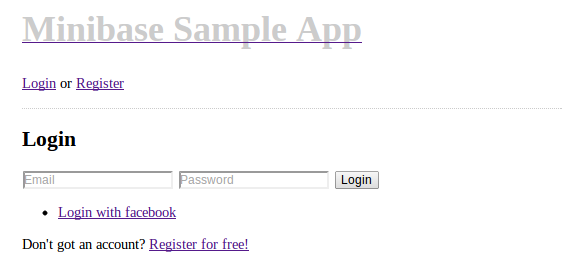 Minibase Sample App
Login or Register
Login
Email Password Login
Login with facebook
Don't got an account? Register for free!